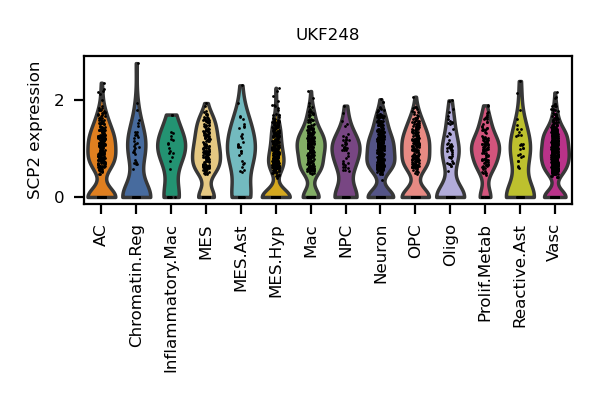 UKF248
SCP2 expression
2
0
AC
Chromatin.Reg
Inflammatory.Mac
MES
MES.Ast
MES.Hyp
Mac
NPC
Neuron
OPC
Oligo
Prolif.Metab
Reactive.Ast
Vasc